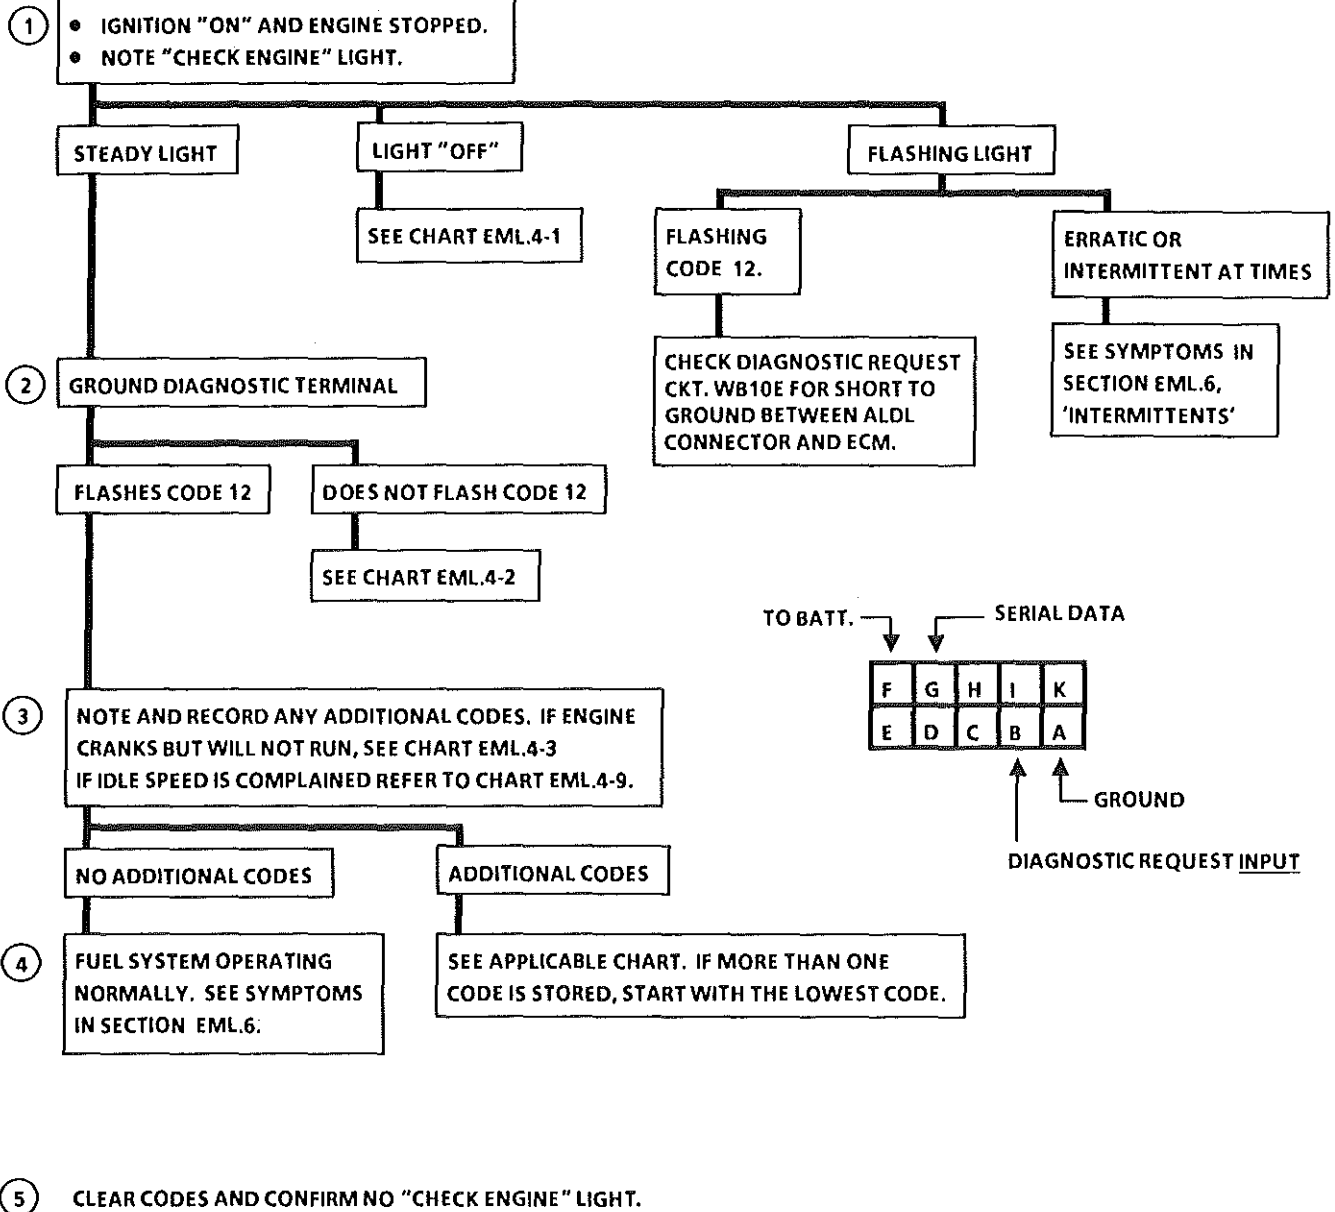 1
• IGNITION "ON" AND ENGINE STOPPED.
• NOTE "CHECK ENGINE" LIGHT.
STEADY LIGHT
LIGHT "OFF"
SEE CHART EML.4-1
FLASHING LIGHT
FLASHING
CODE 12.
CHECK DIAGNOSTIC REQUEST
CKT. WB10E FOR SHORT TO
GROUND BETWEEN ALDL
CONNECTOR AND ECM.
ERRATIC OR
INTERMITTENT AT TIMES
SEE SYMPTOMS IN
SECTION EML.6,
'INTERMITTENTS'
2
GROUND DIAGNOSTIC TERMINAL
FLASHES CODE 12
DOES NOT FLASH CODE 12
SEE CHART EML.4-2
TO BATT.
SERIAL DATA
F G H I K
E D C B A
GROUND
DIAGNOSTIC REQUEST INPUT
3
NOTE AND RECORD ANY ADDITIONAL CODES. IF ENGINE
CRANKS BUT WILL NOT RUN, SEE CHART EML.4-3
IF IDLE SPEED IS COMPLAINED REFER TO CHART EML.4-9.
NO ADDITIONAL CODES
ADDITIONAL CODES
4
FUEL SYSTEM OPERATING
NORMALLY. SEE SYMPTOMS
IN SECTION EML.6.
SEE APPLICABLE CHART. IF MORE THAN ONE
CODE IS STORED, START WITH THE LOWEST CODE.
5
CLEAR CODES AND CONFIRM NO "CHECK ENGINE" LIGHT.